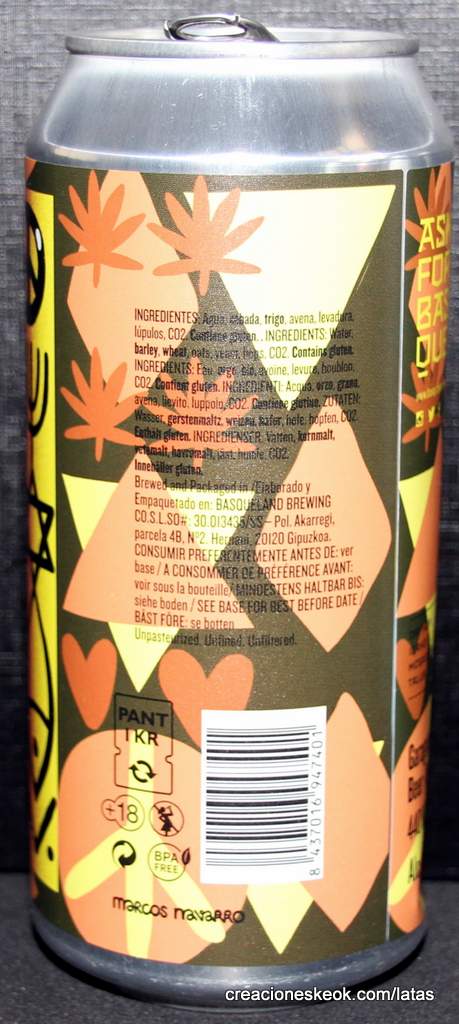 INGREDIENTES: Agua, cebada, trigo, avena, levadura,
lúpulos, CO2. Contiene gluten. . INGREDIENTS: Water,
barley, wheat, oats, yeast, hops, CO2. Contains gluten.
INGREDIENTS: Eau, orge, blé, avoine, levure, houblon,
CO2. Contient gluten. INGREDIENTI: Acqua, orzo, grano,
avena, lievito, luppolo, CO2. Contiene glutine. ZUTATEN:
Wasser, gerstenmaltz, weizen, hafer, hefe, hopfen, CO2.
Enthalt gluten. INGREDIENSER: Vatten, kornmalt,
vetemalt, havremalt, jäst, humle, CO2.
Innehåller gluten.
Brewed and Packaged in /Elaborado y
Empaquetado en: BASQUELAND BREWING
CO.S.L.SO#: 30.013435/SS – Pol. Akarregi,
parcela 4B, Nº2. Hernani, 20120 Gipuzkoa.
CONSUMIR PREFERENTEMENTE ANTES DE: ver
base / A CONSOMMER DE PRÉFÉRENCE AVANT:
voir sous la bouteille/ MINDESTENS HALTBAR BIS:
siehe boden / SEE BASE FOR BEST BEFORE DATE /
BÄST FÖRE: se botten
Unpasteurized. Unfined. Unfiltered.
PANT
1 KR
+18
BPA
FREE
8 437016 947401
marcos navarro
creacioneskeok.com/latas